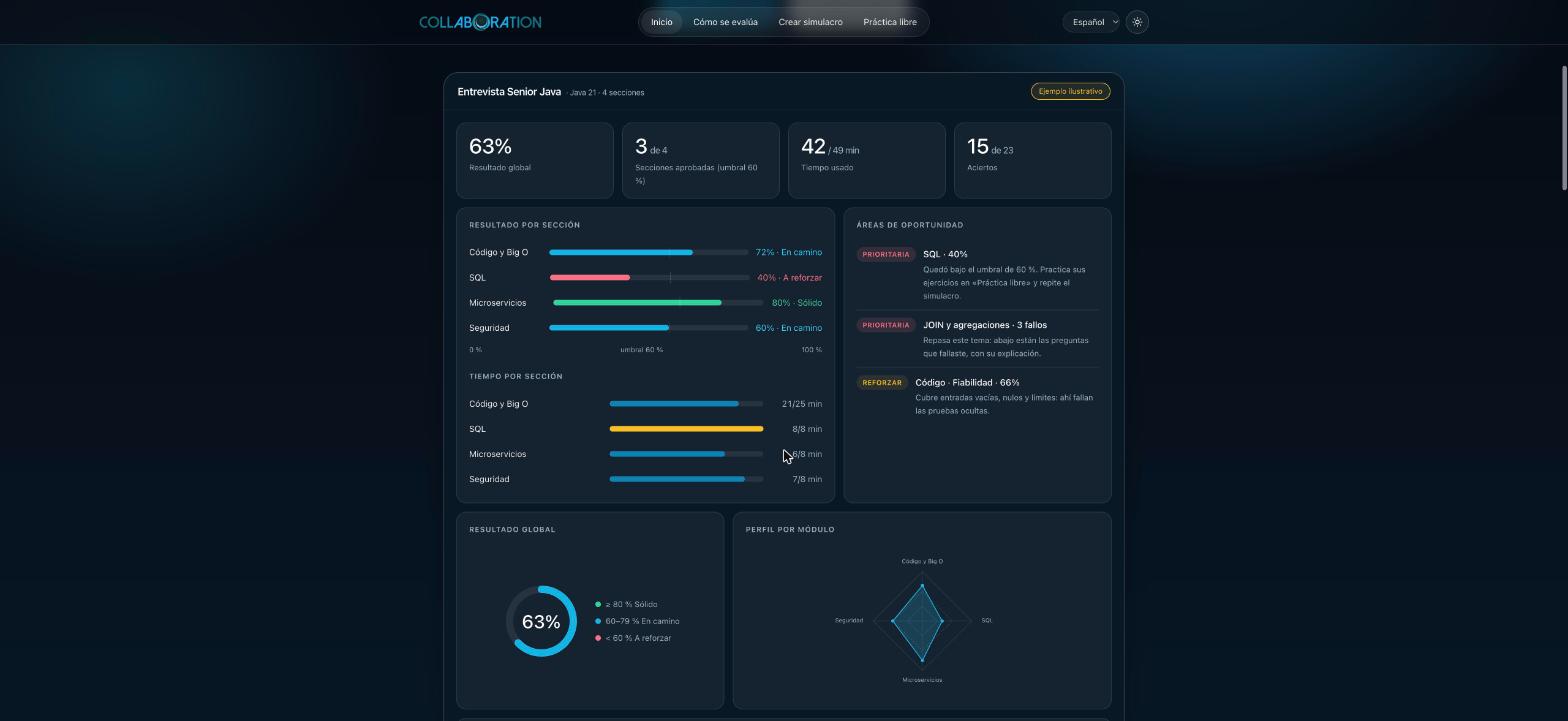 COLLABORATION
Inicio
Cómo se evalúa
Crear simulacro
Práctica libre
Español
Entrevista Senior Java · Java 21 · 4 secciones
Ejemplo ilustrativo
63%
Resultado global
3 de 4
Secciones aprobadas (umbral 60
%)
42 / 49 min
Tiempo usado
15 de 23
Aciertos
RESULTADO POR SECCIÓN
Código y Big O 72% · En camino
SQL 40% · A reforzar
Microservicios 80% · Sólido
Seguridad 60% · En camino
0 % umbral 60 % 100 %
TIEMPO POR SECCIÓN
Código y Big O 21/25 min
SQL 8/8 min
Microservicios 6/8 min
Seguridad 7/8 min
ÁREAS DE OPORTUNIDAD
PRIORITARIA SQL · 40%
Quedó bajo el umbral de 60 %. Practica sus
ejercicios en «Práctica libre» y repite el
simulacro.
PRIORITARIA JOIN y agregaciones · 3 fallos
Repasa este tema: abajo están las preguntas
que fallaste, con su explicación.
REFORZAR Código · Fiabilidad · 66%
Cubre entradas vacías, nulos y límites: ahí fallan
las pruebas ocultas.
RESULTADO GLOBAL
63%
≥ 80 % Sólido
60–79 % En camino
< 60 % A reforzar
PERFIL POR MÓDULO
Código y Big O
Seguridad
SQL
Microservicios